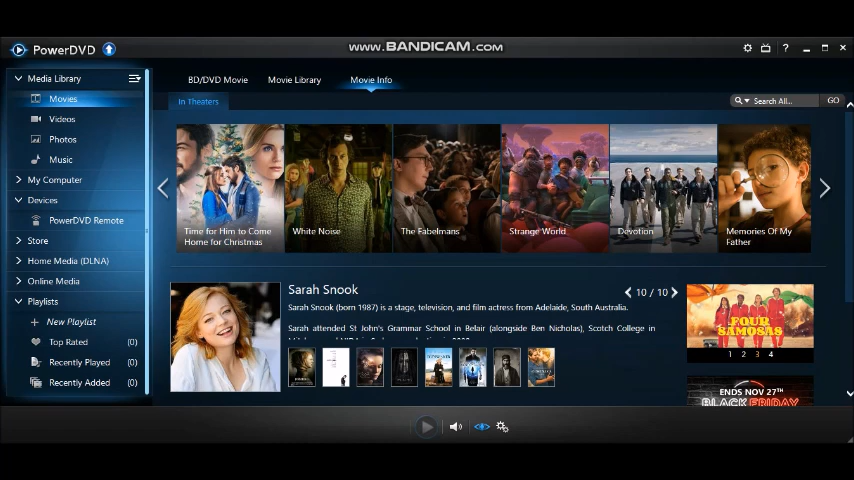 PowerDVD
www.BANDICAM.com
?
Media Library
Movies
Videos
Photos
Music
My Computer
Devices
PowerDVD Remote
Store
Home Media (DLNA)
Online Media
Playlists
New Playlist
Top Rated (0)
Recently Played (0)
Recently Added (0)
BD/DVD Movie
Movie Library
Movie Info
In Theaters
Search All...
GO
Time for Him to Come
Home for Christmas
White Noise
The Fabelmans
Strange World
Devotion
Memories Of My
Father
Sarah Snook
10 / 10
Sarah Snook (born 1987) is a stage, television, and film actress from Adelaide, South Australia.
Sarah attended St John's Grammar School in Belair (alongside Ben Nicholas), Scotch College in
FOUR
SAMOSAS
1 2 3 4
ENDS NOV 27TH
BLACK FRIDAY